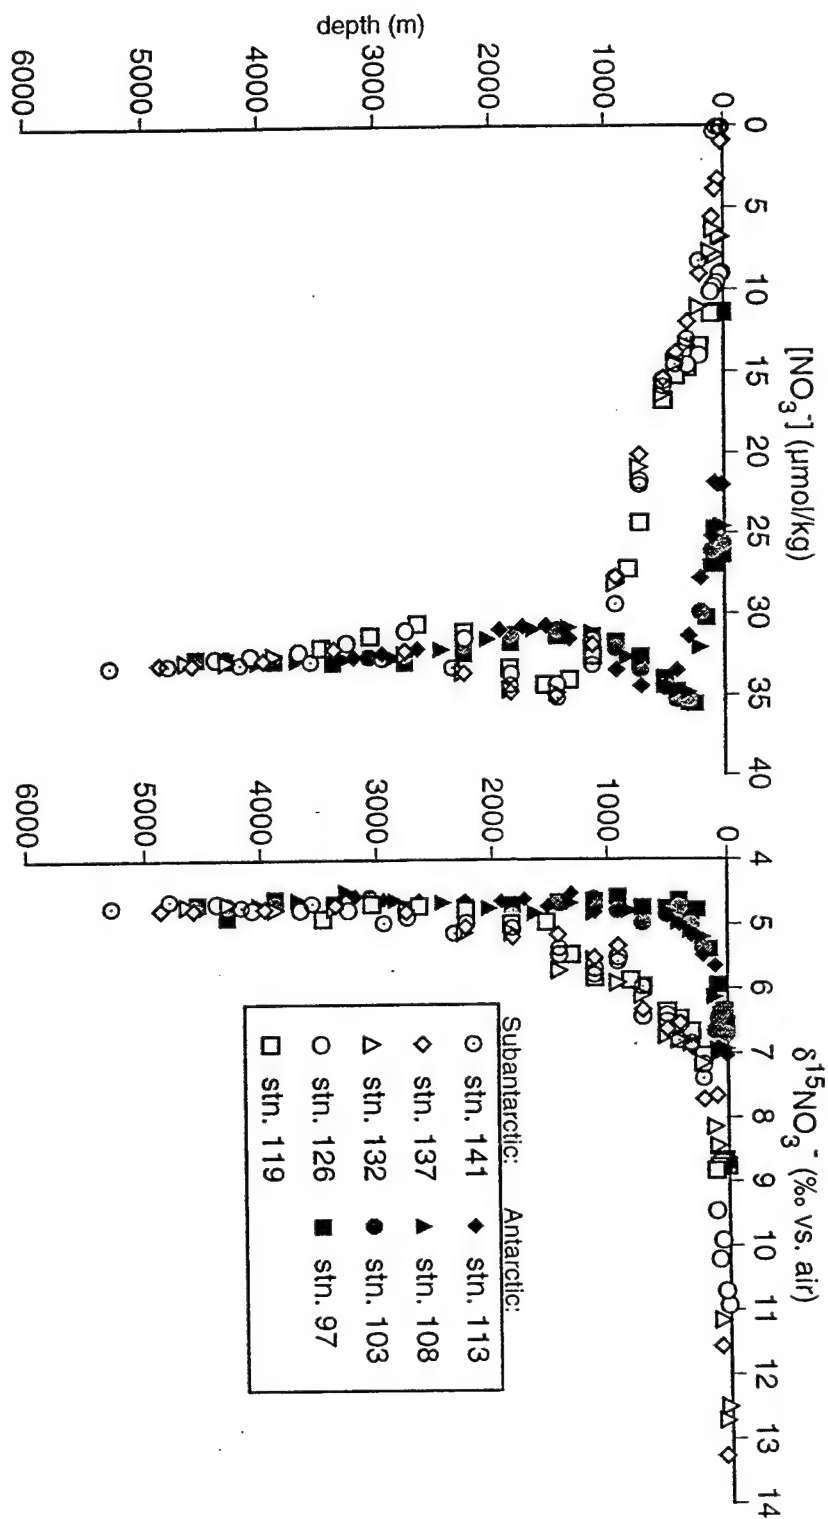 [NO₃⁻] (µmol/kg)
0 5 10 15 20 25 30 35 40
0
1000
2000
3000
4000
5000
6000
depth (m)
δ¹⁵NO₃⁻ (‰ vs. air)
4 5 6 7 8 9 10 11 12 13 14
0
1000
2000
3000
4000
5000
6000
Subantarctic: Antarctic:
stn. 141 stn. 113
stn. 137 stn. 108
stn. 132 stn. 103
stn. 126 stn. 97
stn. 119